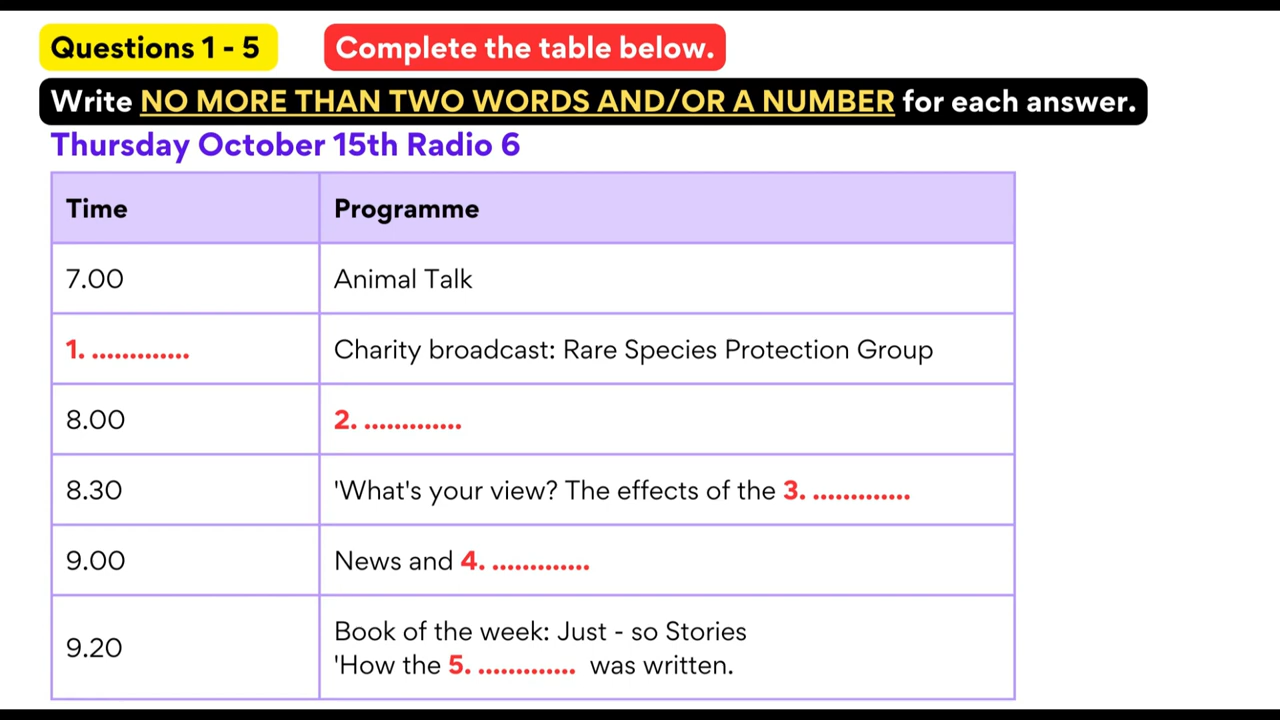 Questions 1 - 5
Complete the table below.
Write NO MORE THAN TWO WORDS AND/OR A NUMBER for each answer.
Thursday October 15th Radio 6
Time
Programme
7.00
Animal Talk
1. .............
Charity broadcast: Rare Species Protection Group
8.00
2. .............
8.30
'What's your view? The effects of the 3. .............
9.00
News and 4. .............
9.20
Book of the week: Just - so Stories
'How the 5. ............. was written.